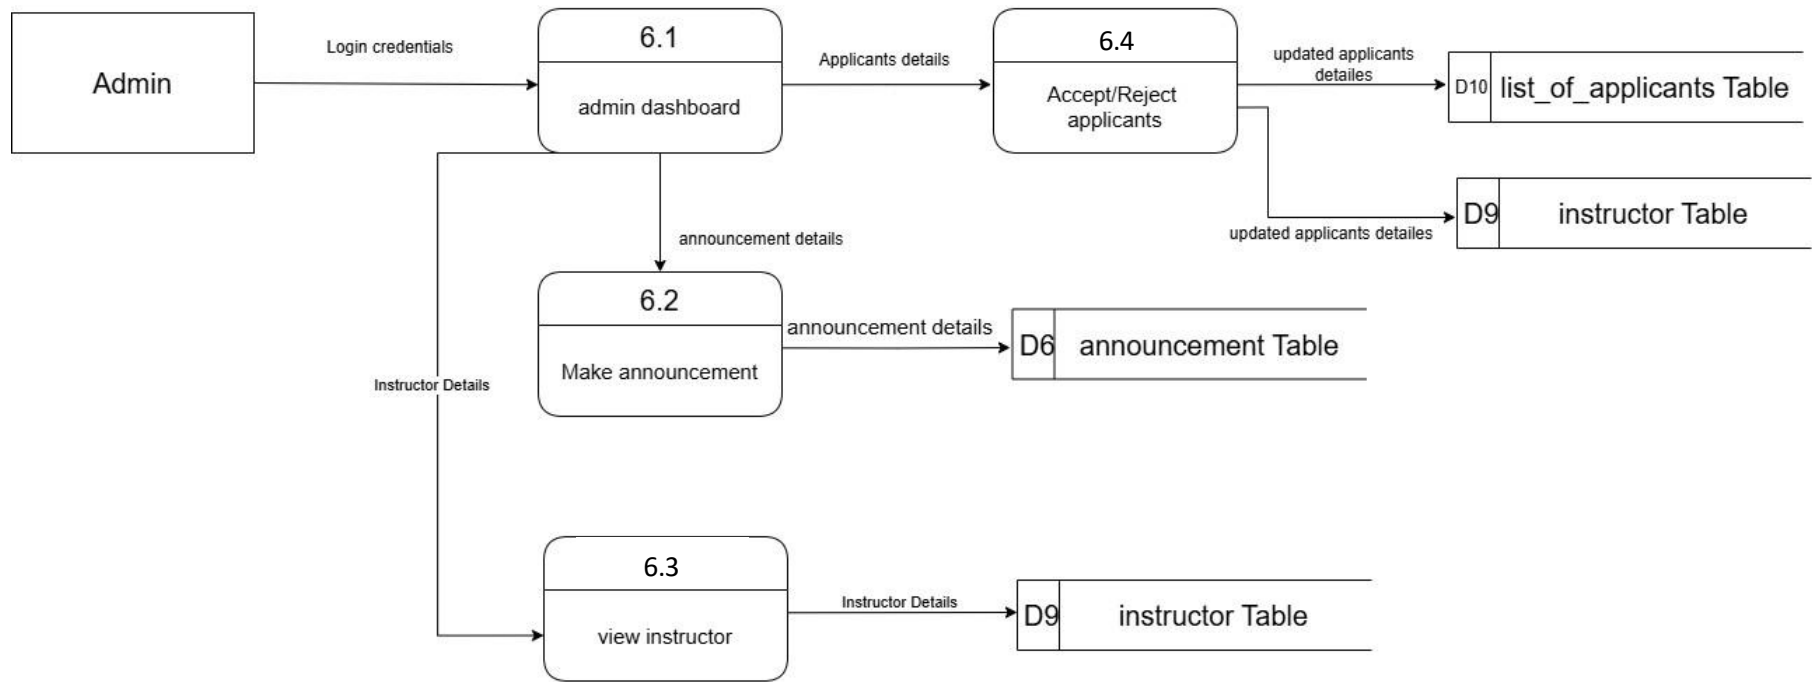 Admin
Login credentials
6.1
admin dashboard
Applicants details
6.4
Accept/Reject
applicants
updated applicants
detailes
D10 list_of_applicants Table
updated applicants detailes
D9 instructor Table
announcement details
6.2
Make announcement
announcement details
D6 announcement Table
Instructor Details
6.3
view instructor
Instructor Details
D9 instructor Table